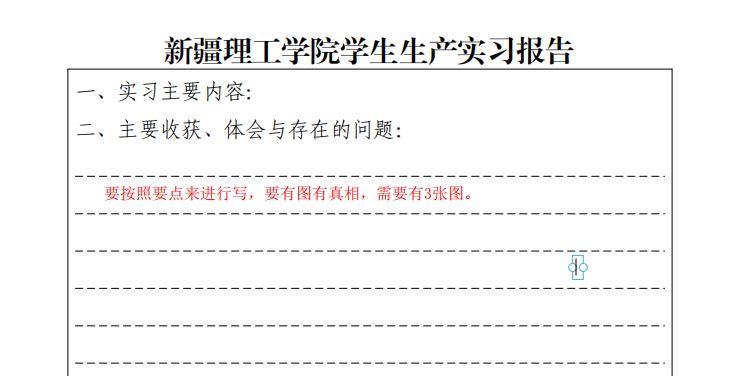 新疆理工学院学生生产实习报告
一、实习主要内容:
二、主要收获、体会与存在的问题:
要按照要点来进行写，要有图有真相，需要有3张图。